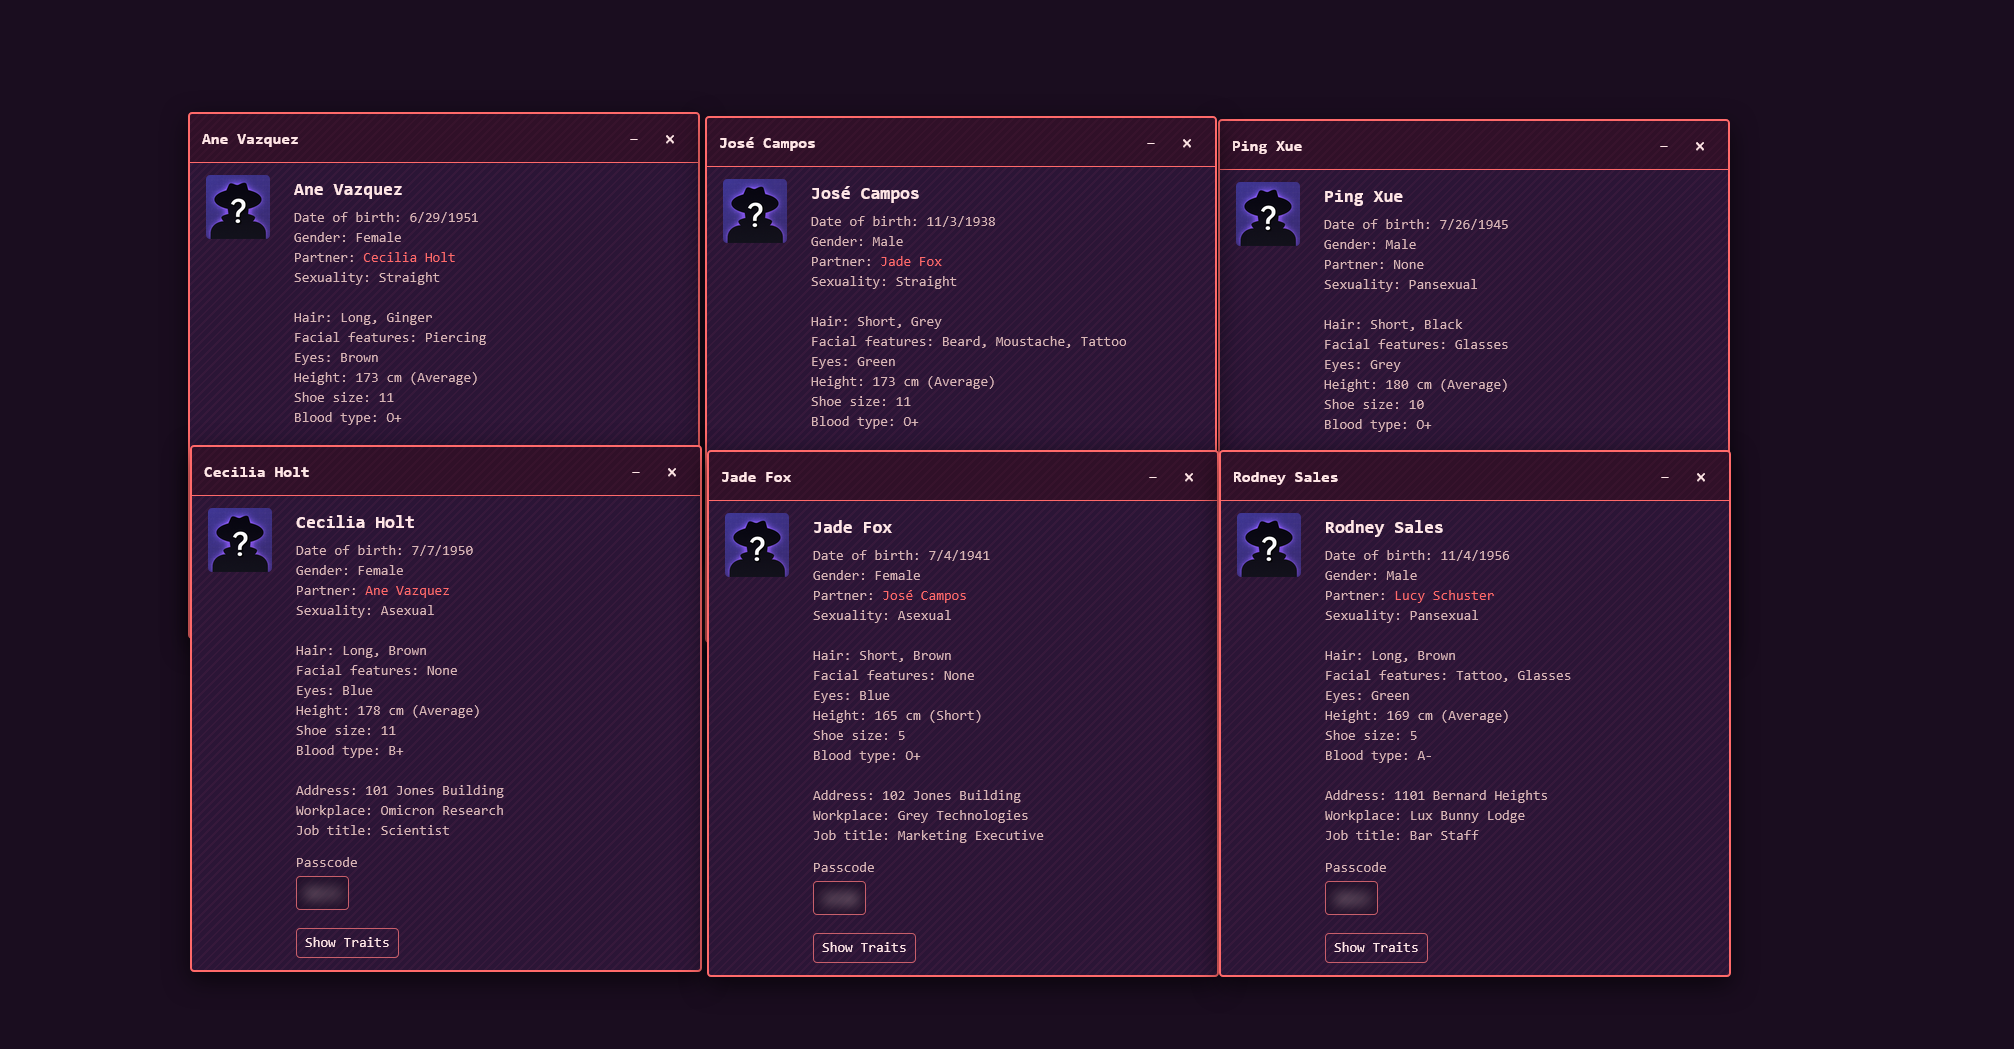 Ane Vazquez
Ane Vazquez
Date of birth: 6/29/1951
Gender: Female
Partner: Cecilia Holt
Sexuality: Straight
Hair: Long, Ginger
Facial features: Piercing
Eyes: Brown
Height: 173 cm (Average)
Shoe size: 11
Blood type: O+
José Campos
José Campos
Date of birth: 11/3/1938
Gender: Male
Partner: Jade Fox
Sexuality: Straight
Hair: Short, Grey
Facial features: Beard, Moustache, Tattoo
Eyes: Green
Height: 173 cm (Average)
Shoe size: 11
Blood type: O+
Ping Xue
Ping Xue
Date of birth: 7/26/1945
Gender: Male
Partner: None
Sexuality: Pansexual
Hair: Short, Black
Facial features: Glasses
Eyes: Grey
Height: 180 cm (Average)
Shoe size: 10
Blood type: O+
Cecilia Holt
Cecilia Holt
Date of birth: 7/7/1950
Gender: Female
Partner: Ane Vazquez
Sexuality: Asexual
Hair: Long, Brown
Facial features: None
Eyes: Blue
Height: 178 cm (Average)
Shoe size: 11
Blood type: B+
Address: 101 Jones Building
Workplace: Omicron Research
Job title: Scientist
Passcode
Show Traits
Jade Fox
Jade Fox
Date of birth: 7/4/1941
Gender: Female
Partner: José Campos
Sexuality: Asexual
Hair: Short, Brown
Facial features: None
Eyes: Blue
Height: 165 cm (Short)
Shoe size: 5
Blood type: O+
Address: 102 Jones Building
Workplace: Grey Technologies
Job title: Marketing Executive
Passcode
Show Traits
Rodney Sales
Rodney Sales
Date of birth: 11/4/1956
Gender: Male
Partner: Lucy Schuster
Sexuality: Pansexual
Hair: Long, Brown
Facial features: Tattoo, Glasses
Eyes: Green
Height: 169 cm (Average)
Shoe size: 5
Blood type: A-
Address: 1101 Bernard Heights
Workplace: Lux Bunny Lodge
Job title: Bar Staff
Passcode
Show Traits